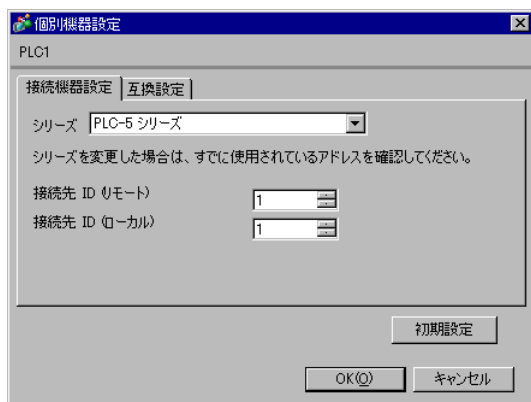 個別機器設定
PLC1
接続機器設定 互換設定
シリーズ PLC-5 シリーズ
シリーズを変更した場合は、すでに使用されているアドレスを確認してください。
接続先 ID (リモート) 1
接続先 ID (ローカル) 1
初期設定
OK(O) キャンセル